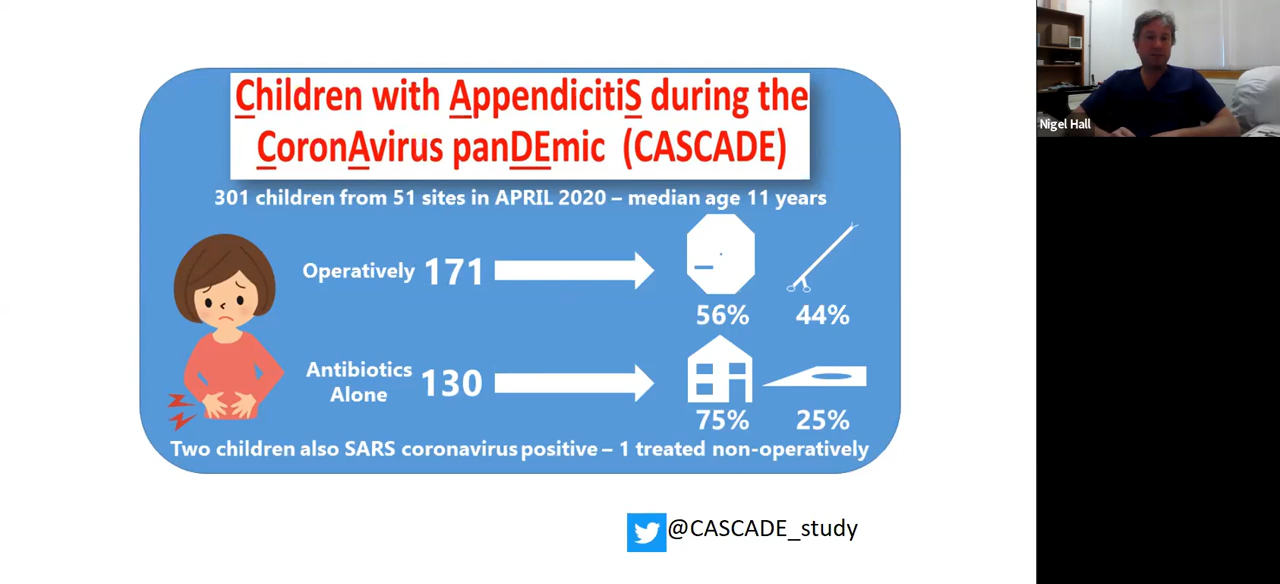 Children with AppendicitiS during the
CoronAvirus panDEmic (CASCADE)
301 children from 51 sites in APRIL 2020 – median age 11 years
Operatively 171
56% 44%
Antibiotics
Alone
130
75% 25%
Two children also SARS coronavirus positive – 1 treated non-operatively
@CASCADE_study
Nigel Hall